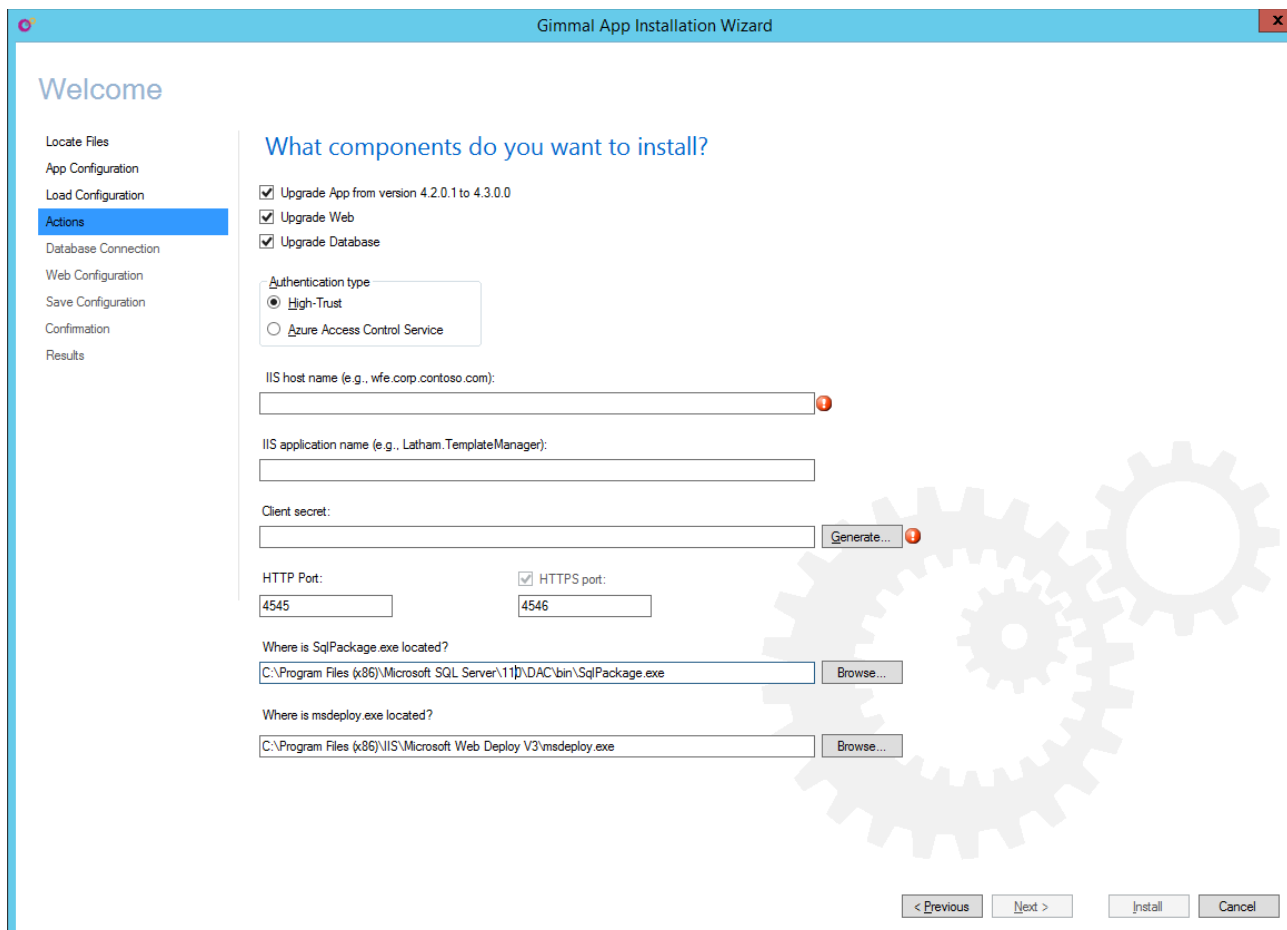 Gimmal App Installation Wizard
x
Welcome
Locate Files
App Configuration
Load Configuration
Actions
Database Connection
Web Configuration
Save Configuration
Confirmation
Results
What components do you want to install?
Upgrade App from version 4.2.0.1 to 4.3.0.0
Upgrade Web
Upgrade Database
Authentication type
High-Trust
Azure Access Control Service
IIS host name (e.g., wfe.corp.contoso.com):
IIS application name (e.g., Latham.TemplateManager):
Client secret:
Generate...
HTTP Port: HTTPS port:
4545 4546
Where is SqlPackage.exe located?
C:\Program Files (x86)\Microsoft SQL Server\110\DAC\bin\SqlPackage.exe Browse...
Where is msdeploy.exe located?
C:\Program Files (x86)\IIS\Microsoft Web Deploy V3\msdeploy.exe Browse...
< Previous Next > Install Cancel